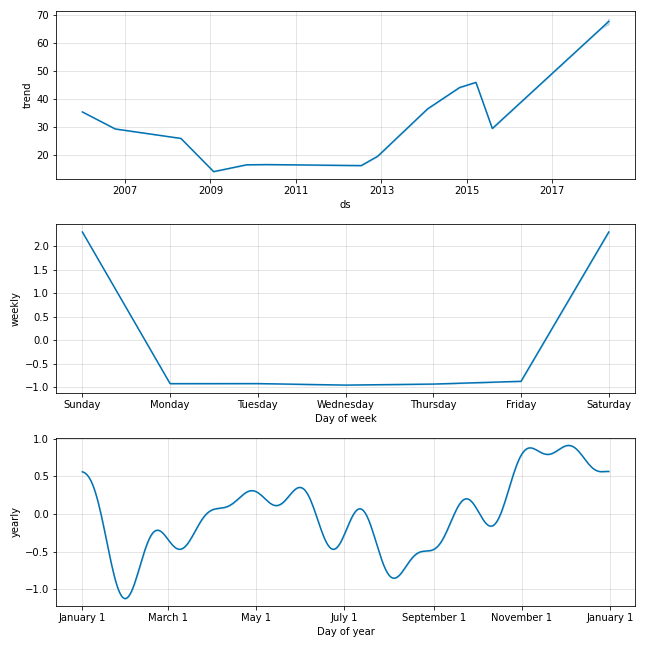 70
60
50
40
30
20
trend
2007 2009 2011 2013 2015 2017
ds
2.0
1.5
1.0
0.5
0.0
−0.5
−1.0
weekly
Sunday Monday Tuesday Wednesday Thursday Friday Saturday
Day of week
1.0
0.5
0.0
−0.5
−1.0
yearly
January 1 March 1 May 1 July 1 September 1 November 1 January 1
Day of year